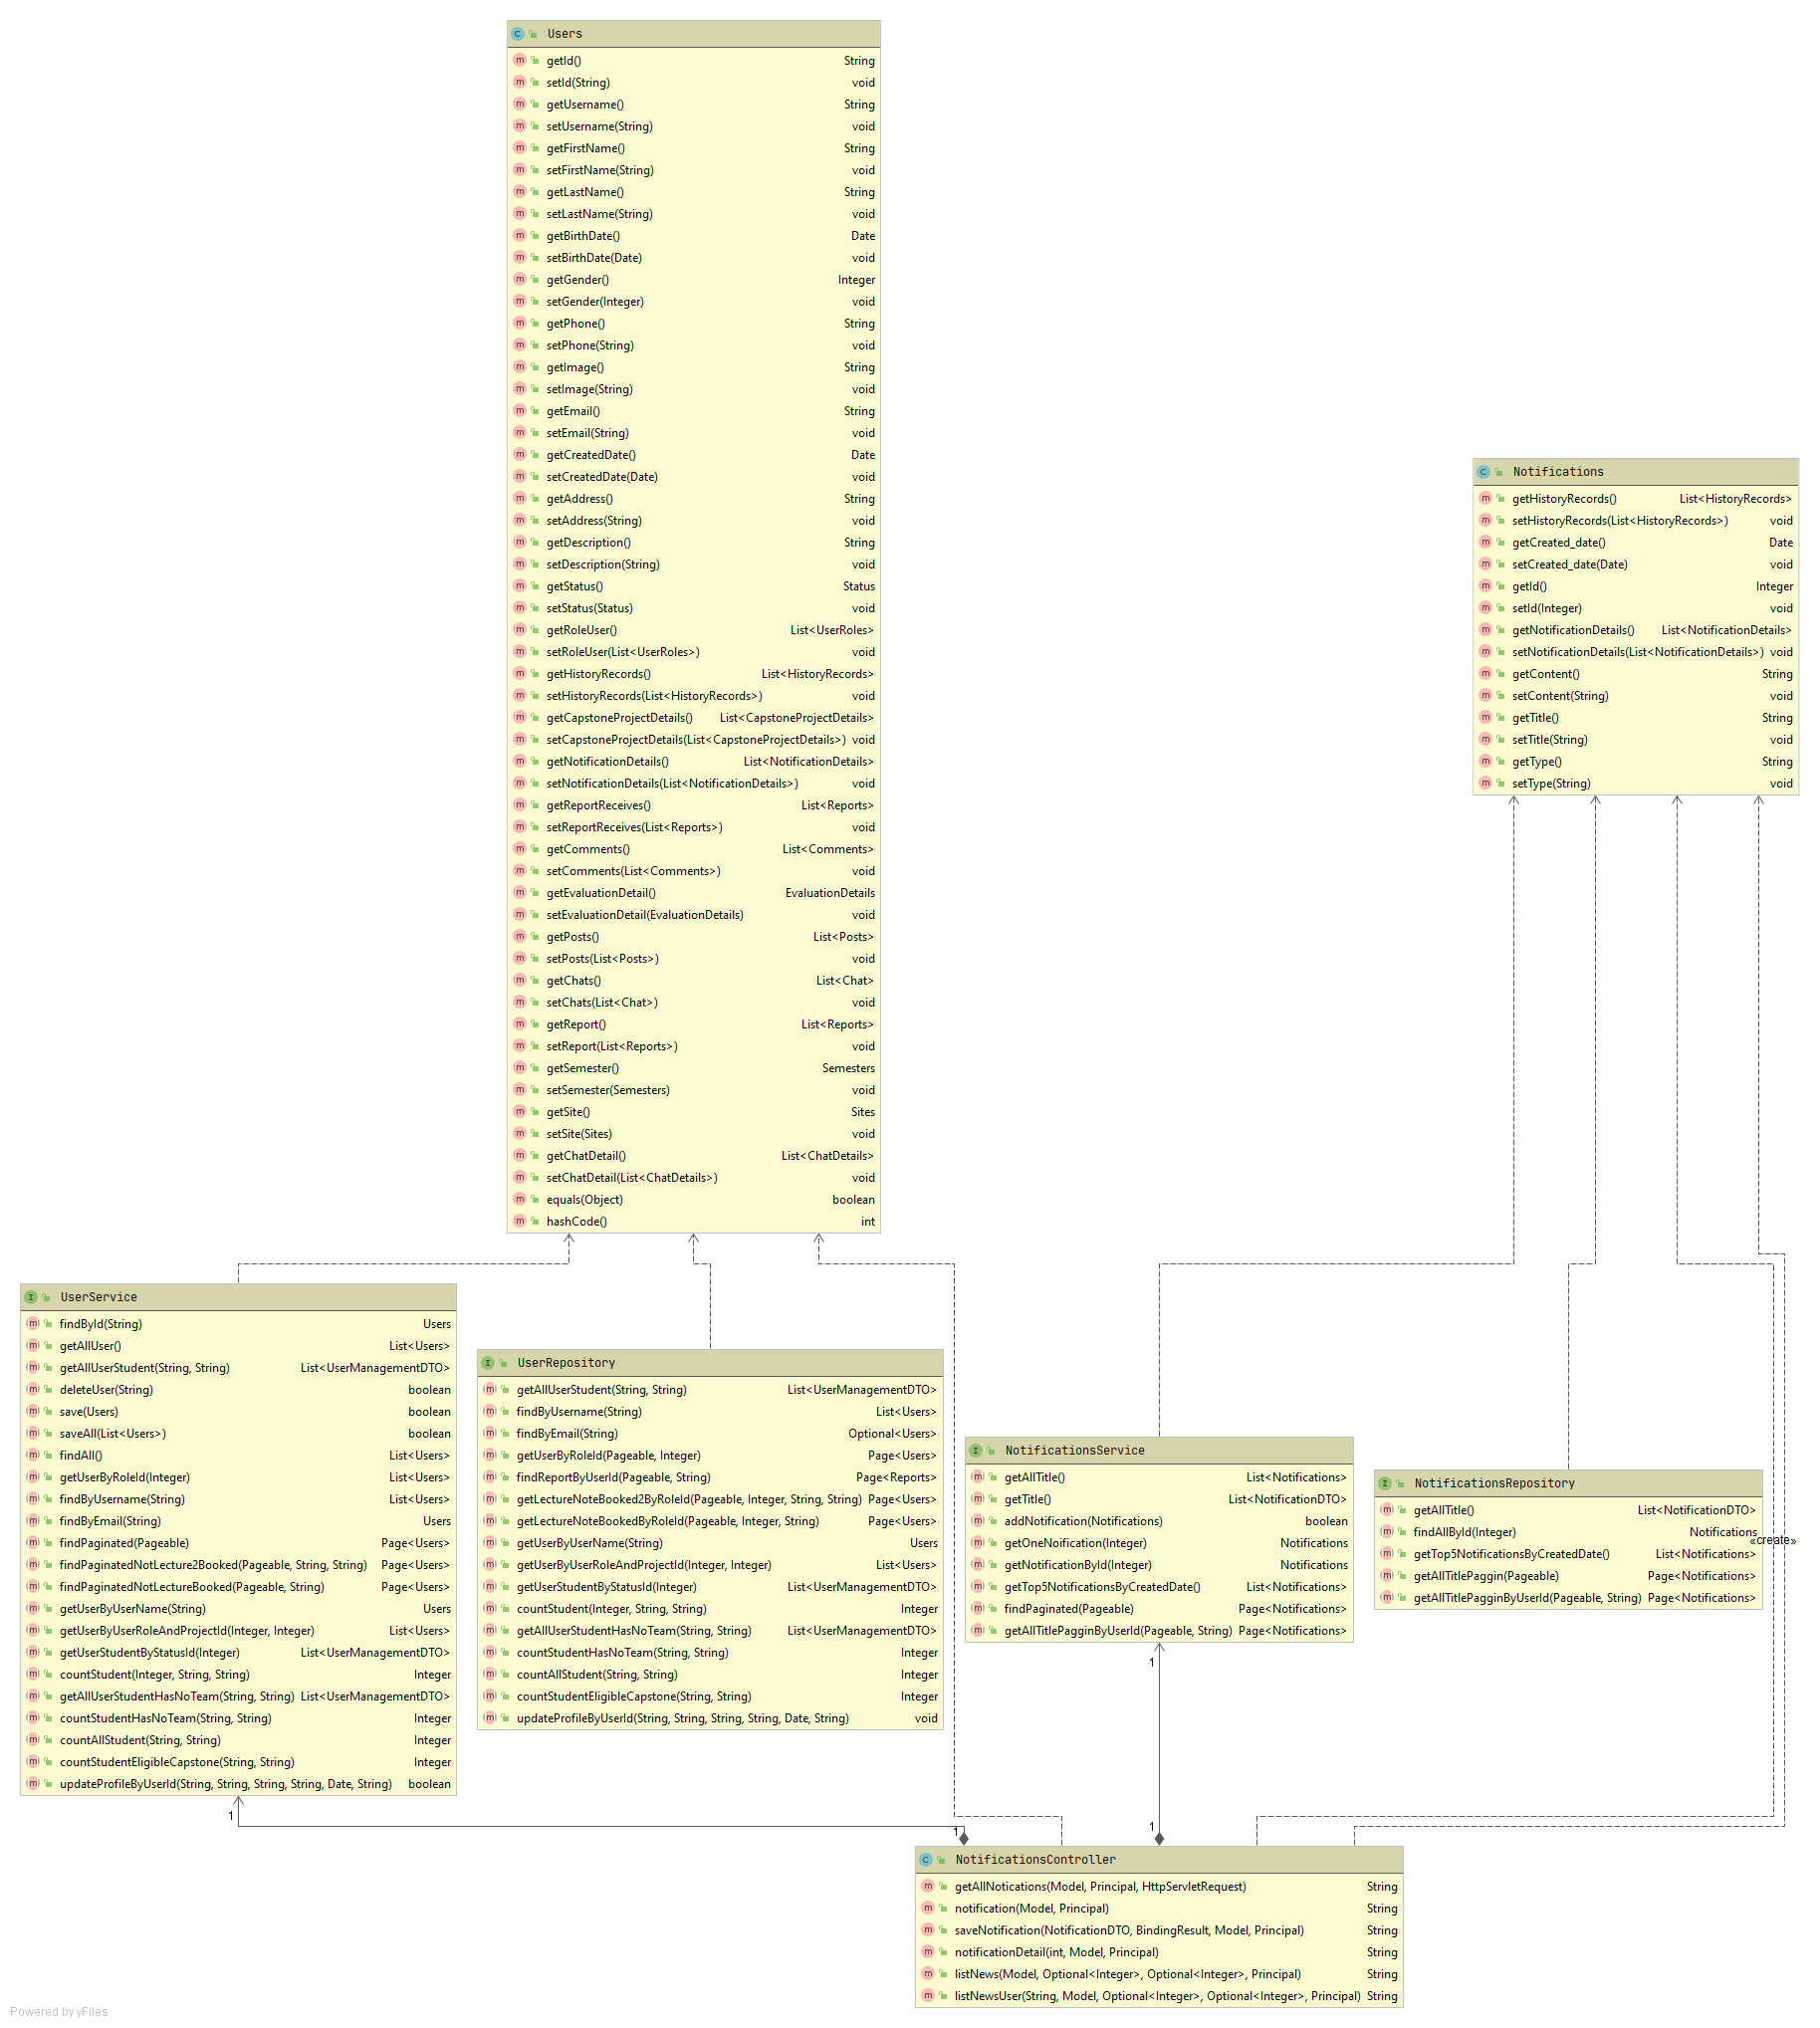 Users
getId() String
setId(String) void
getUsername() String
setUsername(String) void
getFirstName() String
setFirstName(String) void
getLastName() String
setLastName(String) void
getBirthDate() Date
setBirthDate(Date) void
getGender() Integer
setGender(Integer) void
getPhone() String
setPhone(String) void
getImage() String
setImage(String) void
getEmail() String
setEmail(String) void
getCreatedDate() Date
setCreatedDate(Date) void
getAddress() String
setAddress(String) void
getDescription() String
setDescription(String) void
getStatus() Status
setStatus(Status) void
getRoleUser() List<UserRoles>
setRoleUser(List<UserRoles>) void
getHistoryRecords() List<HistoryRecords>
setHistoryRecords(List<HistoryRecords>) void
getCapstoneProjectDetails() List<CapstoneProjectDetails>
setCapstoneProjectDetails(List<CapstoneProjectDetails>) void
getNotificationDetails() List<NotificationDetails>
setNotificationDetails(List<NotificationDetails>) void
getReportReceives() List<Reports>
setReportReceives(List<Reports>) void
getComments() List<Comments>
setComments(List<Comments>) void
getEvaluationDetail() EvaluationDetails
setEvaluationDetail(EvaluationDetails) void
getPosts() List<Posts>
setPosts(List<Posts>) void
getChats() List<Chat>
setChats(List<Chat>) void
getReport() List<Reports>
setReport(List<Reports>) void
getSemester() Semesters
setSemester(Semesters) void
getSite() Sites
setSite(Sites) void
getChatDetail() List<ChatDetails>
setChatDetail(List<ChatDetails>) void
equals(Object) boolean
hashCode() int
Notifications
getHistoryRecords() List<HistoryRecords>
setHistoryRecords(List<HistoryRecords>) void
getCreated_date() Date
setCreated_date(Date) void
getId() Integer
setId(Integer) void
getNotificationDetails() List<NotificationDetails>
setNotificationDetails(List<NotificationDetails>) void
getContent() String
setContent(String) void
getTitle() String
setTitle(String) void
getType() String
setType(String) void
UserService
findById(String) Users
getAllUser() List<Users>
getAllUserStudent(String, String) List<UserManagementDTO>
deleteUser(String) boolean
save(Users) boolean
saveAll(List<Users>) boolean
findAll() List<Users>
getUserByRoleId(Integer) List<Users>
findByUsername(String) List<Users>
findByEmail(String) Users
findPaginated(Pageable) Page<Users>
findPaginatedNotLecture2Booked(Pageable, String, String) Page<Users>
findPaginatedNotLectureBooked(Pageable, String) Page<Users>
getUserByUserName(String) Users
getUserByUserRoleAndProjectId(Integer, Integer) List<Users>
getUserStudentByStatusId(Integer) List<UserManagementDTO>
countStudent(Integer, String, String) Integer
getAllUserStudentHasNoTeam(String, String) List<UserManagementDTO>
countStudentHasNoTeam(String, String) Integer
countAllStudent(String, String) Integer
countStudentEligibleCapstone(String, String) Integer
updateProfileByUserId(String, String, String, String, Date, String) boolean
UserRepository
getAllUserStudent(String, String) List<UserManagementDTO>
findByUsername(String) List<Users>
findByEmail(String) Optional<Users>
getUserByRoleId(Pageable, Integer) Page<Users>
findReportByUserId(Pageable, String) Page<Reports>
getLectureNoteBooked2ByRoleId(Pageable, Integer, String, String) Page<Users>
getLectureNoteBookedByRoleId(Pageable, Integer, String) Page<Users>
getUserByUserName(String) Users
getUserByUserRoleAndProjectId(Integer, Integer) List<Users>
getUserStudentByStatusId(Integer) List<UserManagementDTO>
countStudent(Integer, String, String) Integer
getAllUserStudentHasNoTeam(String, String) List<UserManagementDTO>
countStudentHasNoTeam(String, String) Integer
countAllStudent(String, String) Integer
countStudentEligibleCapstone(String, String) Integer
updateProfileByUserId(String, String, String, String, Date, String) void
NotificationsService
getAllTitle() List<Notifications>
getTitle() List<NotificationDTO>
addNotification(Notifications) boolean
getOneNoification(Integer) Notifications
getNotificationById(Integer) Notifications
getTop5NotificationsByCreatedDate() List<Notifications>
findPaginated(Pageable) Page<Notifications>
getAllTitlePagginByUserId(Pageable, String) Page<Notifications>
NotificationsRepository
getAllTitle() List<NotificationDTO>
findAllById(Integer) Notifications
«create»
getTop5NotificationsByCreatedDate() List<Notifications>
getAllTitlePaggin(Pageable) Page<Notifications>
getAllTitlePagginByUserId(Pageable, String) Page<Notifications>
1
1
1
1
NotificationsController
getAllNotications(Model, Principal, HttpServletRequest) String
notification(Model, Principal) String
saveNotification(NotificationDTO, BindingResult, Model, Principal) String
notificationDetail(int, Model, Principal) String
listNews(Model, Optional<Integer>, Optional<Integer>, Principal) String
listNewsUser(String, Model, Optional<Integer>, Optional<Integer>, Principal) String
Powered by yFiles